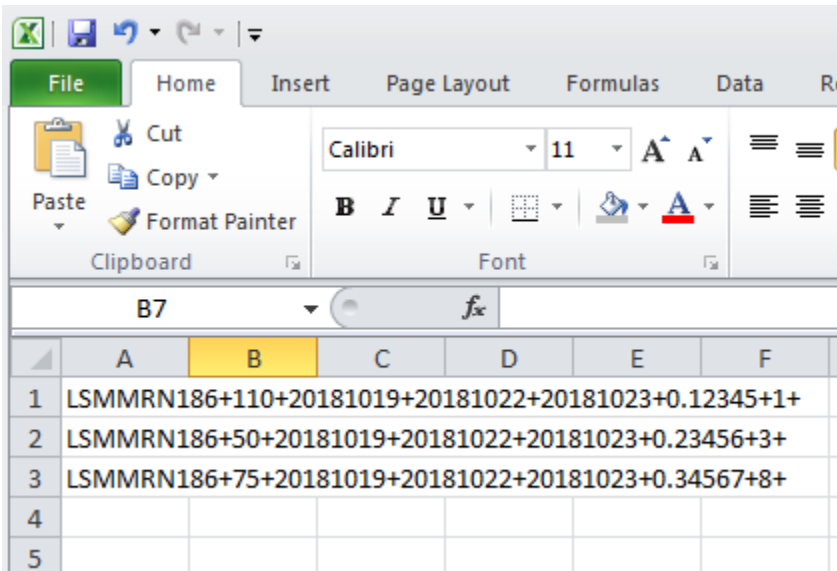 File Home Insert Page Layout Formulas Data R
Cut
Copy
Paste
Format Painter
Clipboard
Calibri 11 A A
B I U A
Font
B7 fx
A B C D E F
1 LSMMRN186+110+20181019+20181022+20181023+0.12345+1+
2 LSMMRN186+50+20181019+20181022+20181023+0.23456+3+
3 LSMMRN186+75+20181019+20181022+20181023+0.34567+8+
4
5